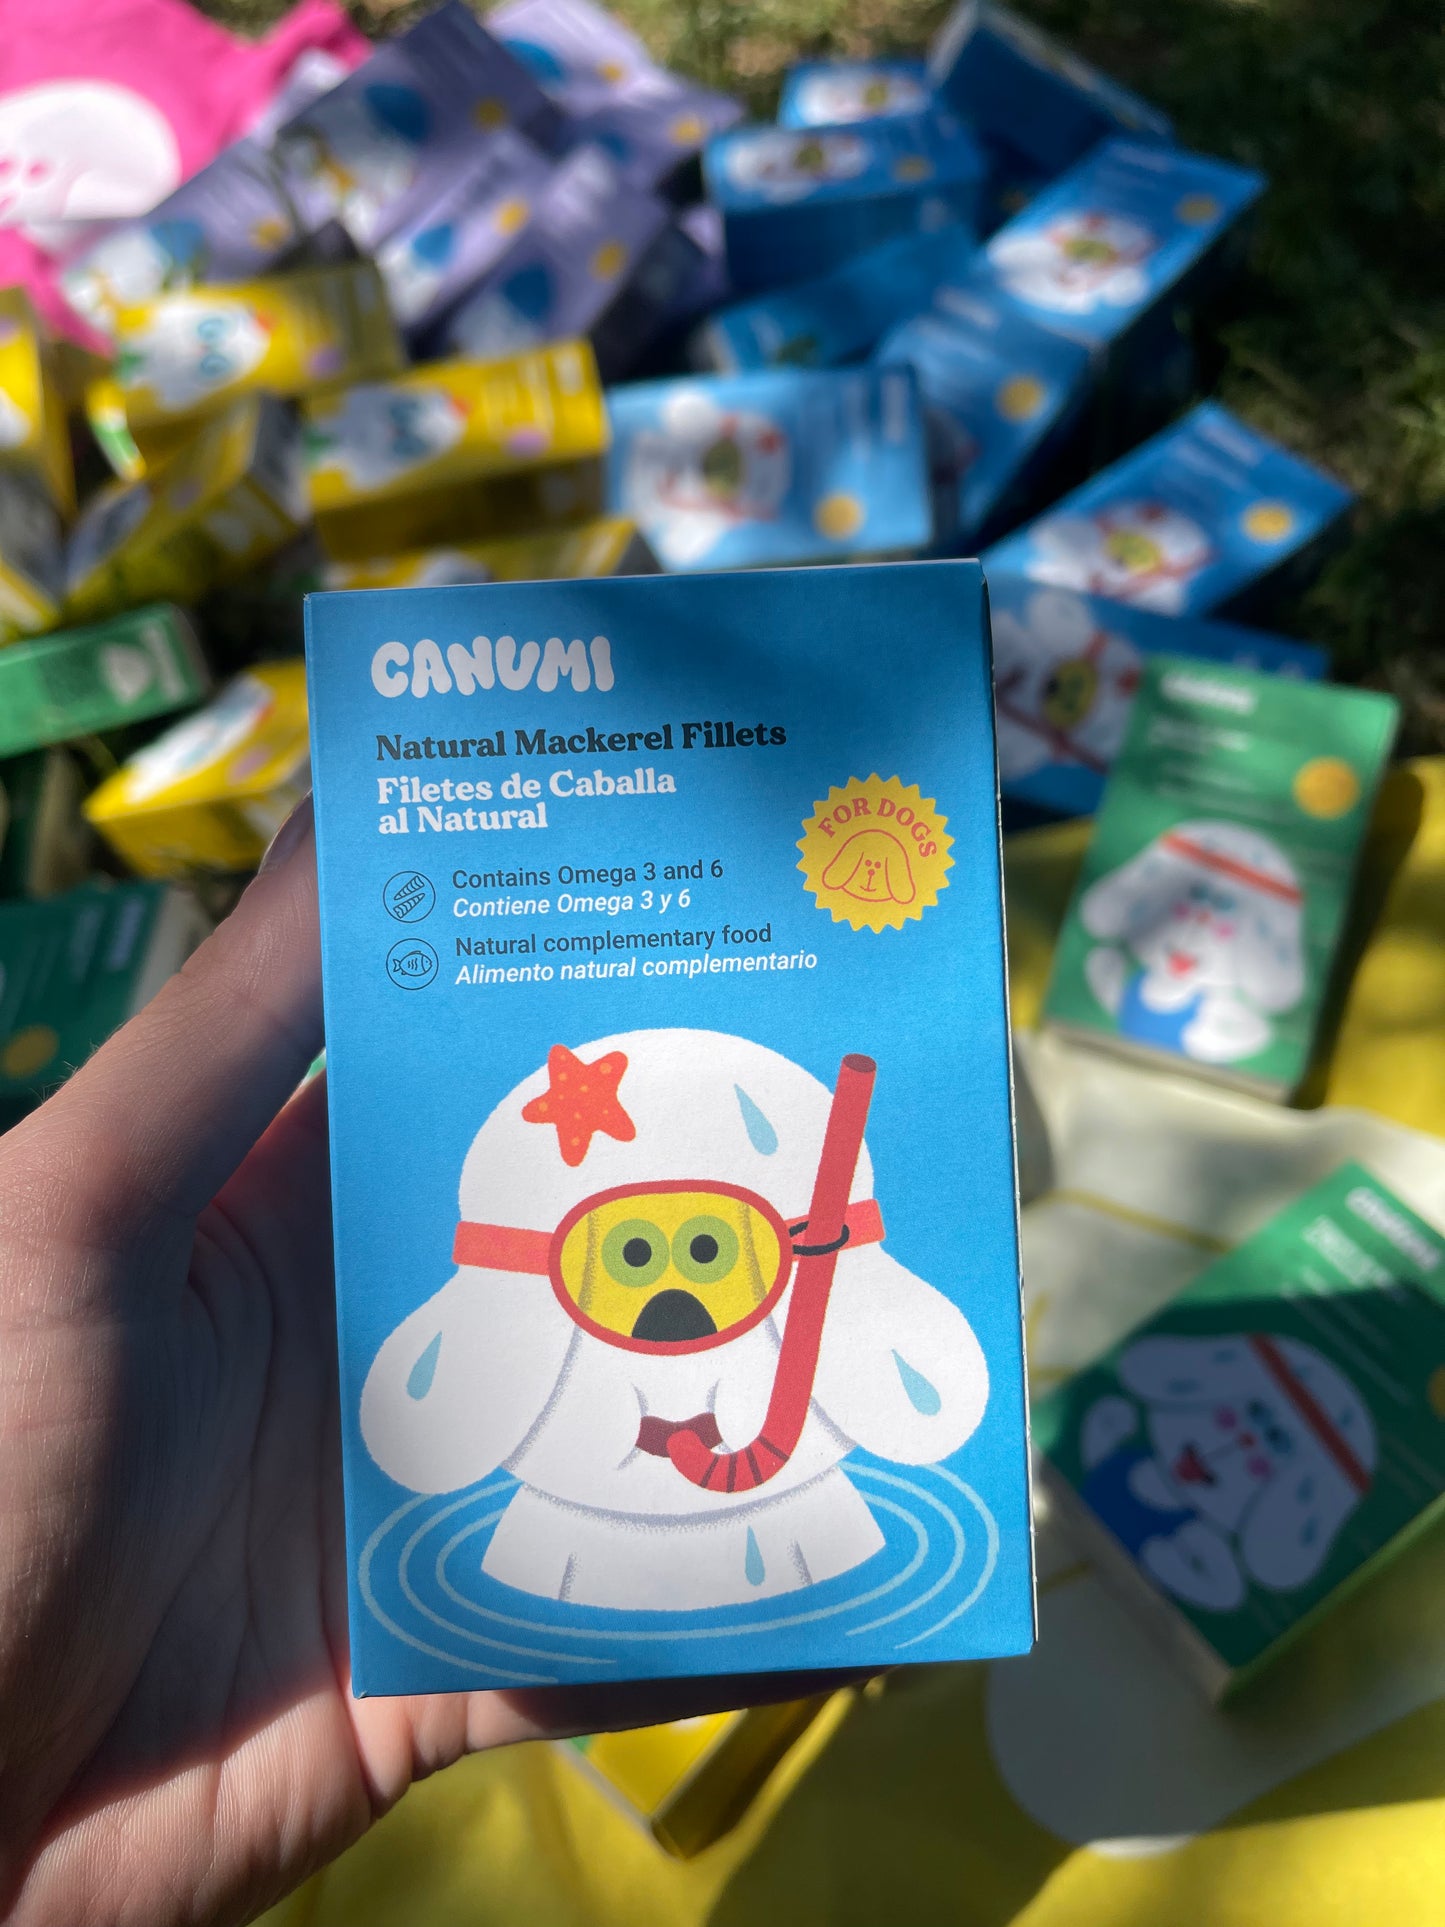 CANUMI
Natural Mackerel Fillets
Filetes de Caballa
al Natural
FOR DOGS
Contains Omega 3 and 6
Contiene Omega 3 y 6
Natural complementary food
Alimento natural complementario